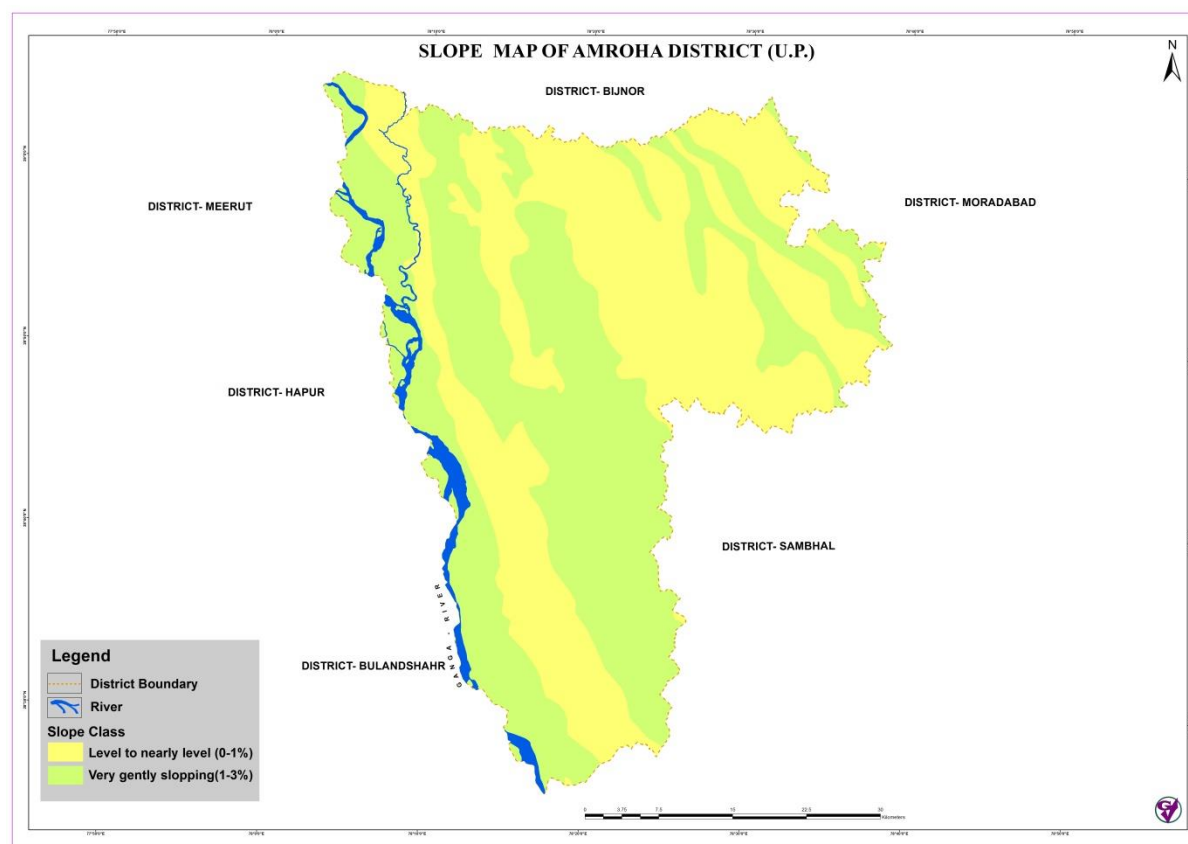 SLOPE MAP OF AMROHA DISTRICT (U.P.)
N
DISTRICT- BIJNOR
DISTRICT- MEERUT
DISTRICT- MORADABAD
DISTRICT- HAPUR
DISTRICT- SAMBHAL
GANGA - RIVER
DISTRICT- BULANDSHAHR
Legend
District Boundary
River
Slope Class
Level to nearly level (0-1%)
Very gently slopping(1-3%)
0 3.75 7.5 15 22.5 30
Kilometers